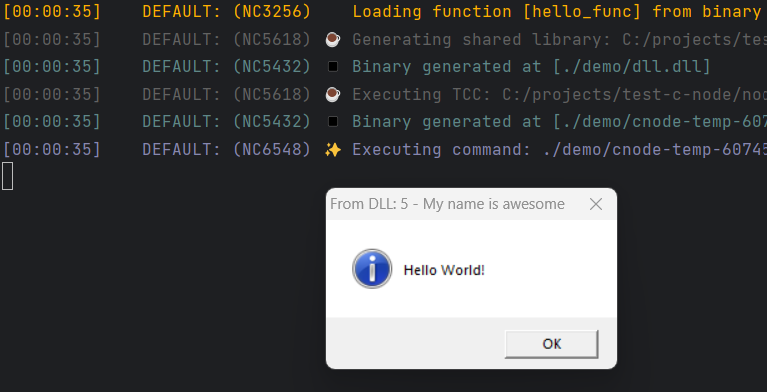 [00:00:35] DEFAULT: (NC3256) Loading function [hello_func] from binary
[00:00:35] DEFAULT: (NC5618) ☕ Generating shared library: C:/projects/tes
[00:00:35] DEFAULT: (NC5432) ▪ Binary generated at [./demo/dll.dll]
[00:00:35] DEFAULT: (NC5618) ☕ Executing TCC: C:/projects/test-c-node/nod
[00:00:35] DEFAULT: (NC5432) ▪ Binary generated at [./demo/cnode-temp-607
[00:00:35] DEFAULT: (NC6548) ✨ Executing command: ./demo/cnode-temp-60745
From DLL: 5 - My name is awesome
Hello World!
OK